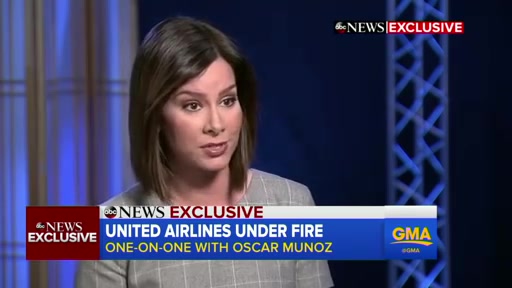 abc NEWS EXCLUSIVE
abc NEWS EXCLUSIVE
abc NEWS
EXCLUSIVE
UNITED AIRLINES UNDER FIRE
ONE-ON-ONE WITH OSCAR MUNOZ
GMA
@GMA